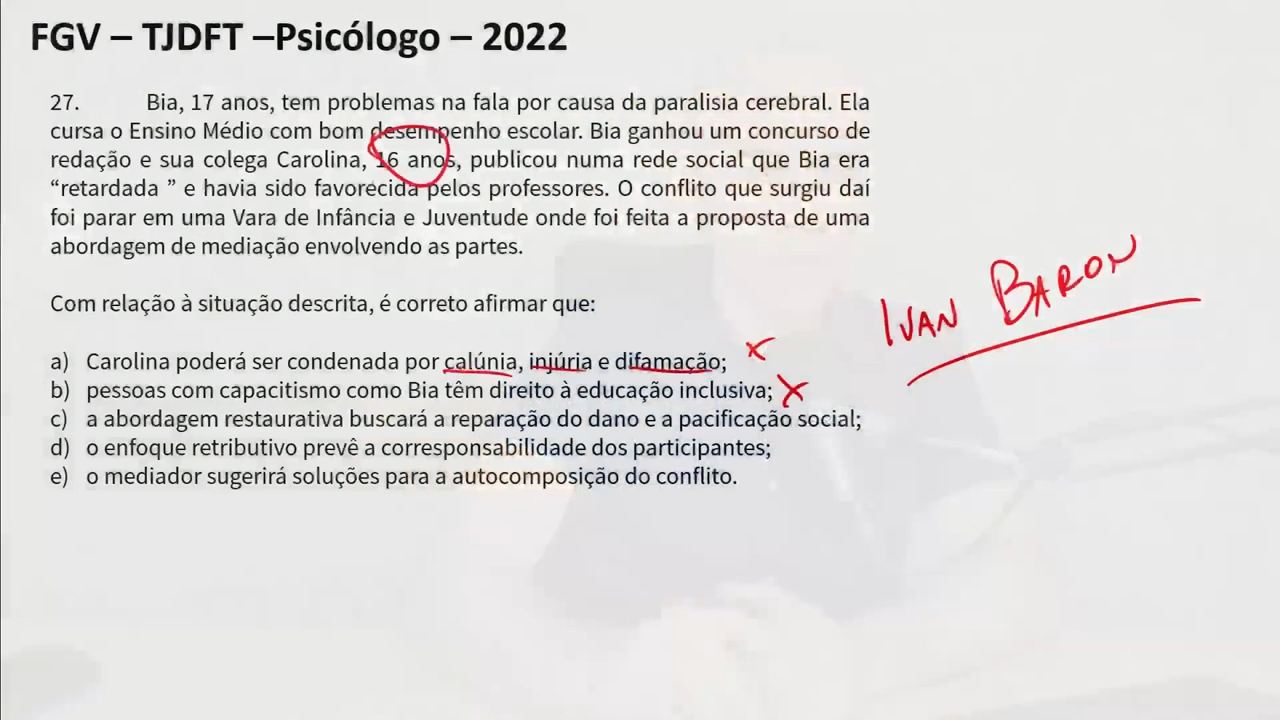 FGV – TJDFT –Psicólogo – 2022
27. Bia, 17 anos, tem problemas na fala por causa da paralisia cerebral. Ela
cursa o Ensino Médio com bom desempenho escolar. Bia ganhou um concurso de
redação e sua colega Carolina, 16 anos, publicou numa rede social que Bia era
“retardada ” e havia sido favorecida pelos professores. O conflito que surgiu daí
foi parar em uma Vara de Infância e Juventude onde foi feita a proposta de uma
abordagem de mediação envolvendo as partes.
Com relação à situação descrita, é correto afirmar que:
a) Carolina poderá ser condenada por calúnia, injúria e difamação;
b) pessoas com capacitismo como Bia têm direito à educação inclusiva;
c) a abordagem restaurativa buscará a reparação do dano e a pacificação social;
d) o enfoque retributivo prevê a corresponsabilidade dos participantes;
e) o mediador sugerirá soluções para a autocomposição do conflito.
IVAN BARON